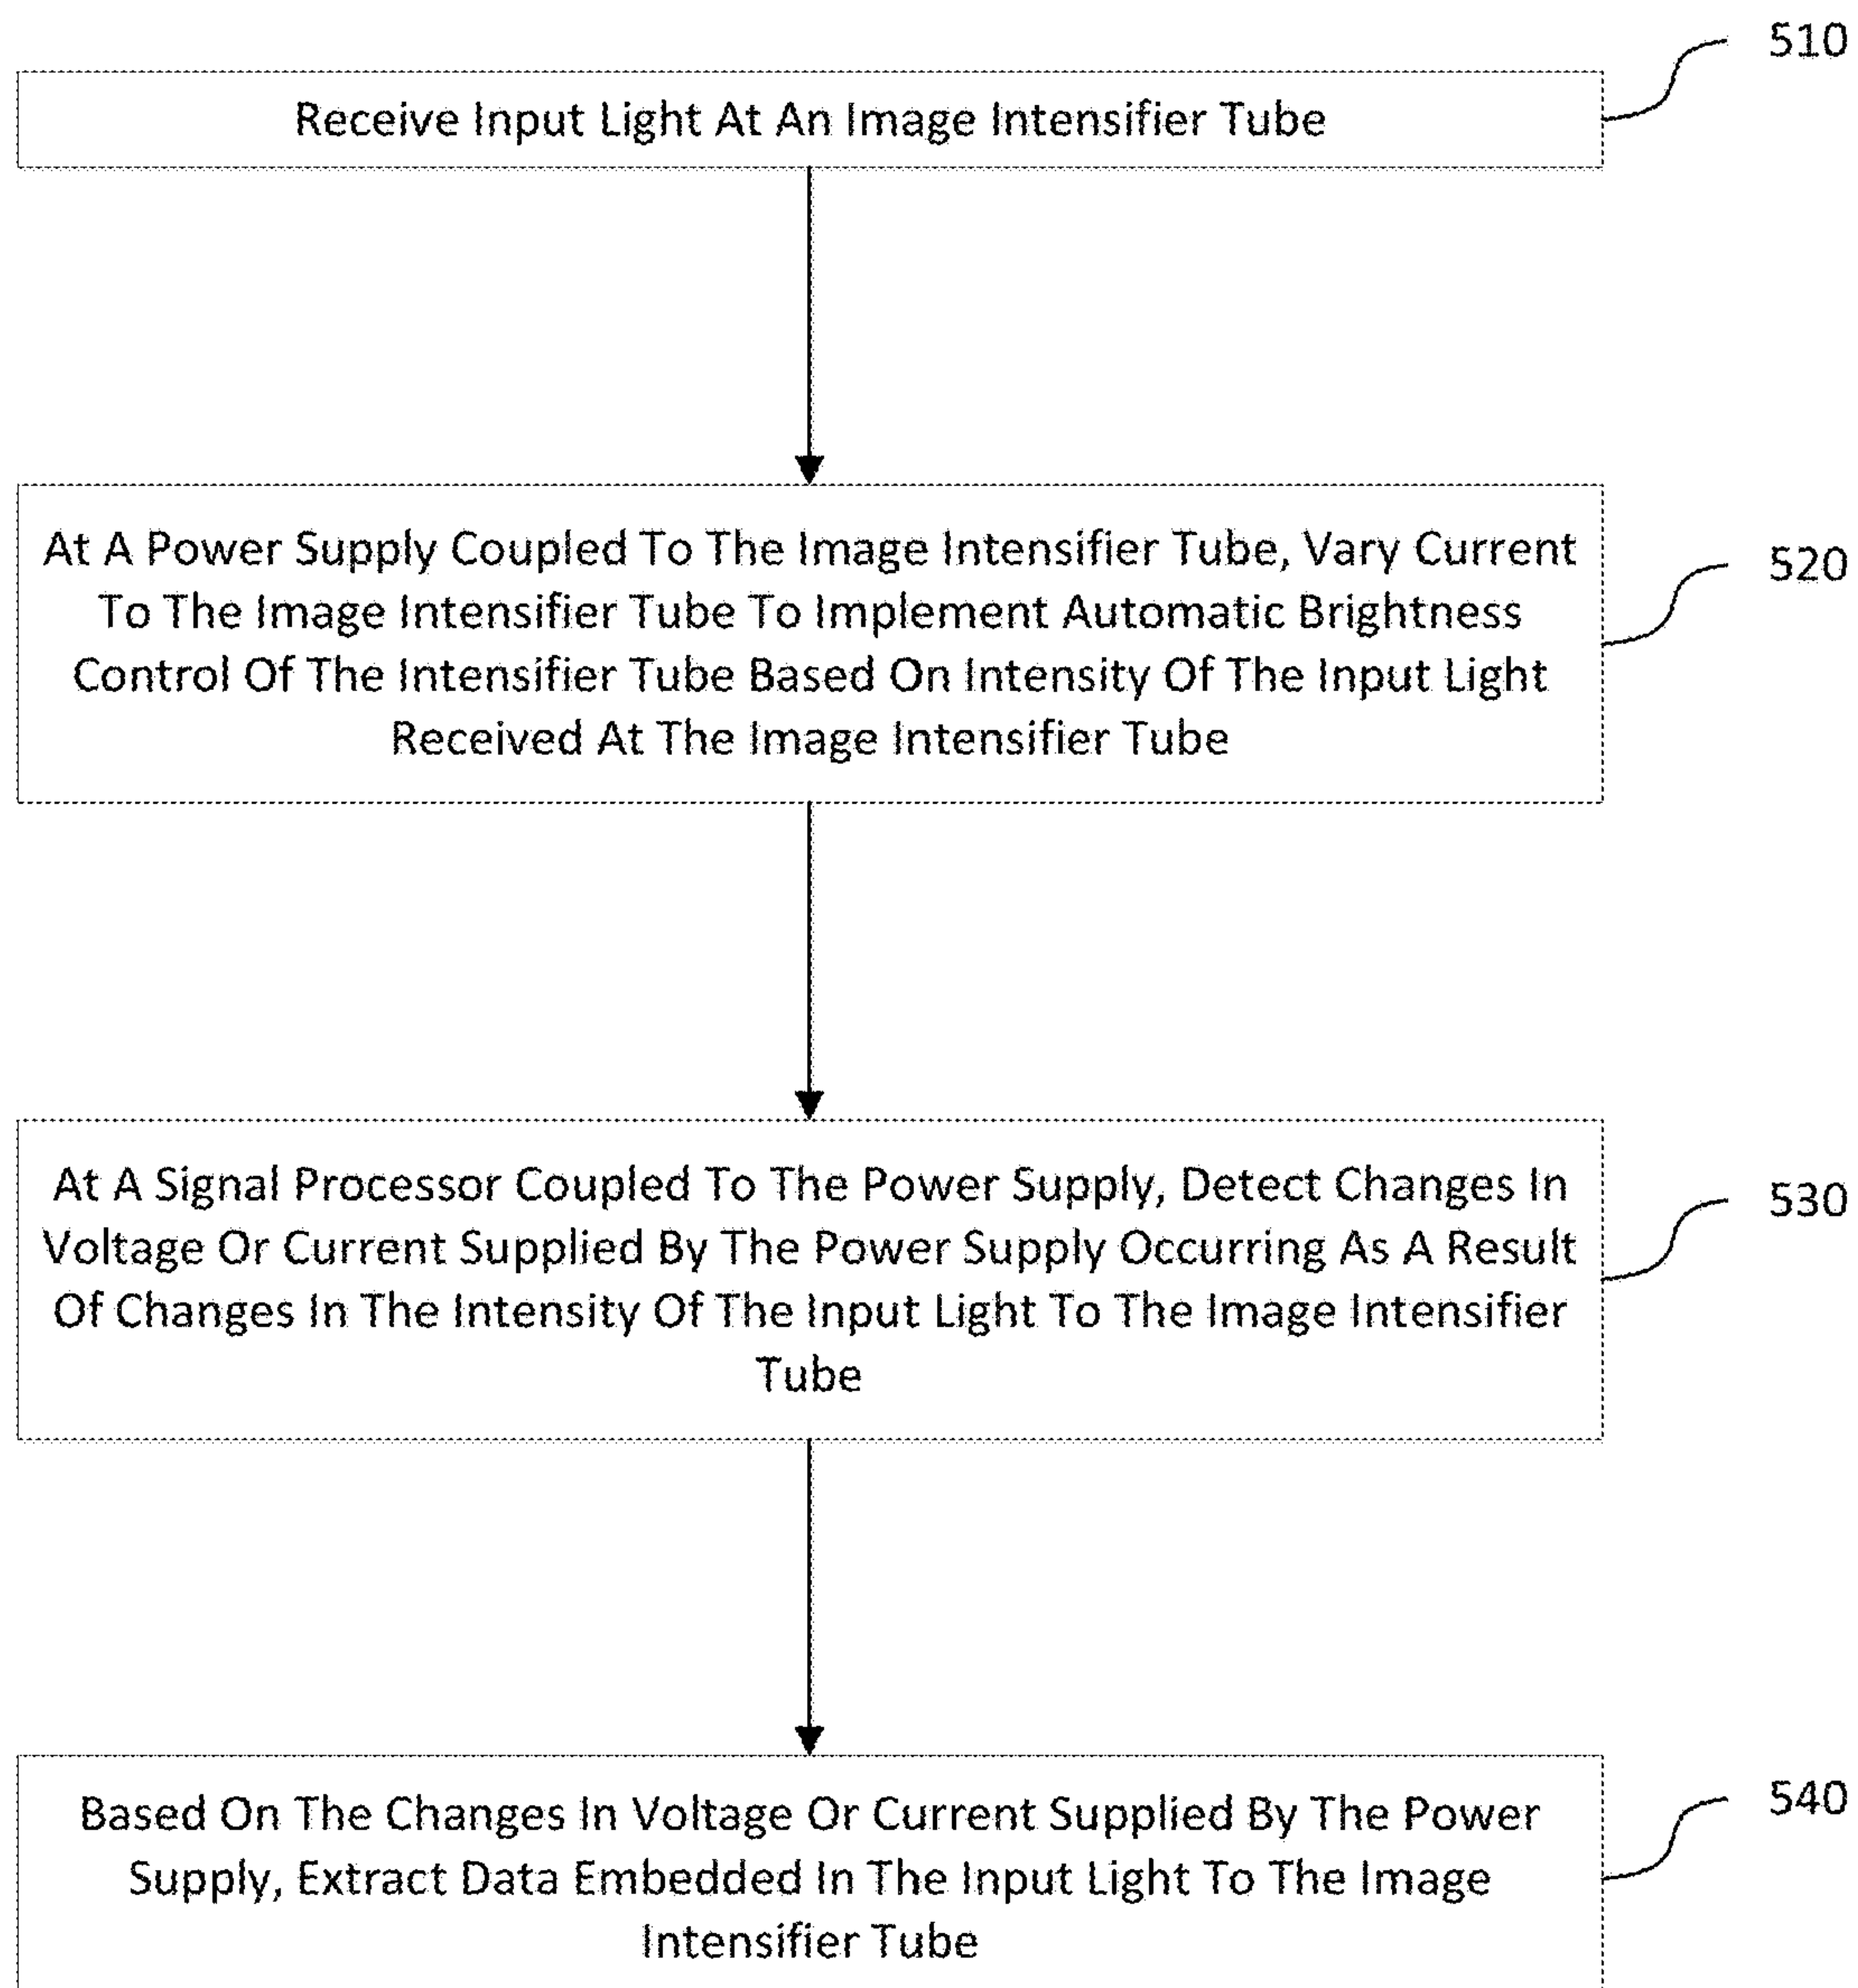 510
Receive Input Light At An Image Intensifier Tube
At A Power Supply Coupled To The Image Intensifier Tube, Vary Current
To The Image Intensifier Tube To Implement Automatic Brightness
Control Of The Intensifier Tube Based On Intensity Of The Input Light
Received At The Image Intensifier Tube
520
At A Signal Processor Coupled To The Power Supply, Detect Changes In
Voltage Or Current Supplied By The Power Supply Occurring As A Result
Of Changes In The Intensity Of The Input Light To The Image Intensifier
Tube
530
Based On The Changes In Voltage Or Current Supplied By The Power
Supply, Extract Data Embedded In The Input Light To The Image
Intensifier Tube
540